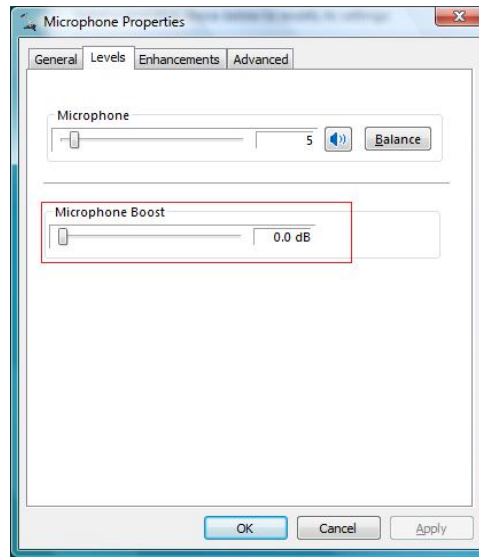 Microphone Properties
General Levels Enhancements Advanced
Microphone
5 Balance
Microphone Boost
0.0 dB
OK Cancel Apply